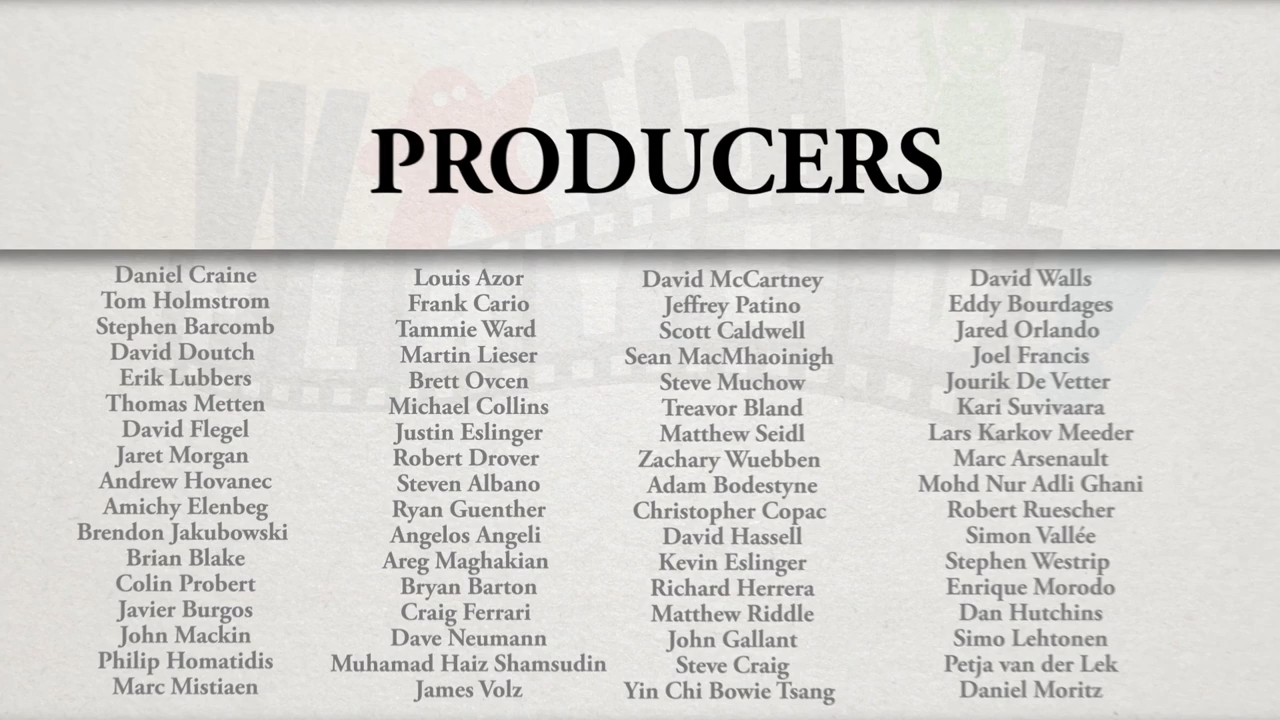 WATCH IT
PRODUCERS
Daniel Craine
Tom Holmstrom
Stephen Barcomb
David Doutch
Erik Lubbers
Thomas Metten
David Flegel
Jaret Morgan
Andrew Hovanec
Amichy Elenbeg
Brendon Jakubowski
Brian Blake
Colin Probert
Javier Burgos
John Mackin
Philip Homatidis
Marc Mistiaen
Louis Azor
Frank Cario
Tammie Ward
Martin Lieser
Brett Ovcen
Michael Collins
Justin Eslinger
Robert Drover
Steven Albano
Ryan Guenther
Angelos Angeli
Areg Maghakian
Bryan Barton
Craig Ferrari
Dave Neumann
Muhamad Haiz Shamsudin
James Volz
David McCartney
Jeffrey Patino
Scott Caldwell
Sean MacMhaoinigh
Steve Muchow
Treavor Bland
Matthew Seidl
Zachary Wuebben
Adam Bodestyne
Christopher Copac
David Hassell
Kevin Eslinger
Richard Herrera
Matthew Riddle
John Gallant
Steve Craig
Yin Chi Bowie Tsang
David Walls
Eddy Bourdages
Jared Orlando
Joel Francis
Jourik De Vetter
Kari Suvivaara
Lars Karkov Meeder
Marc Arsenault
Mohd Nur Adli Ghani
Robert Ruescher
Simon Vallée
Stephen Westrip
Enrique Morodo
Dan Hutchins
Simo Lehtonen
Petja van der Lek
Daniel Moritz